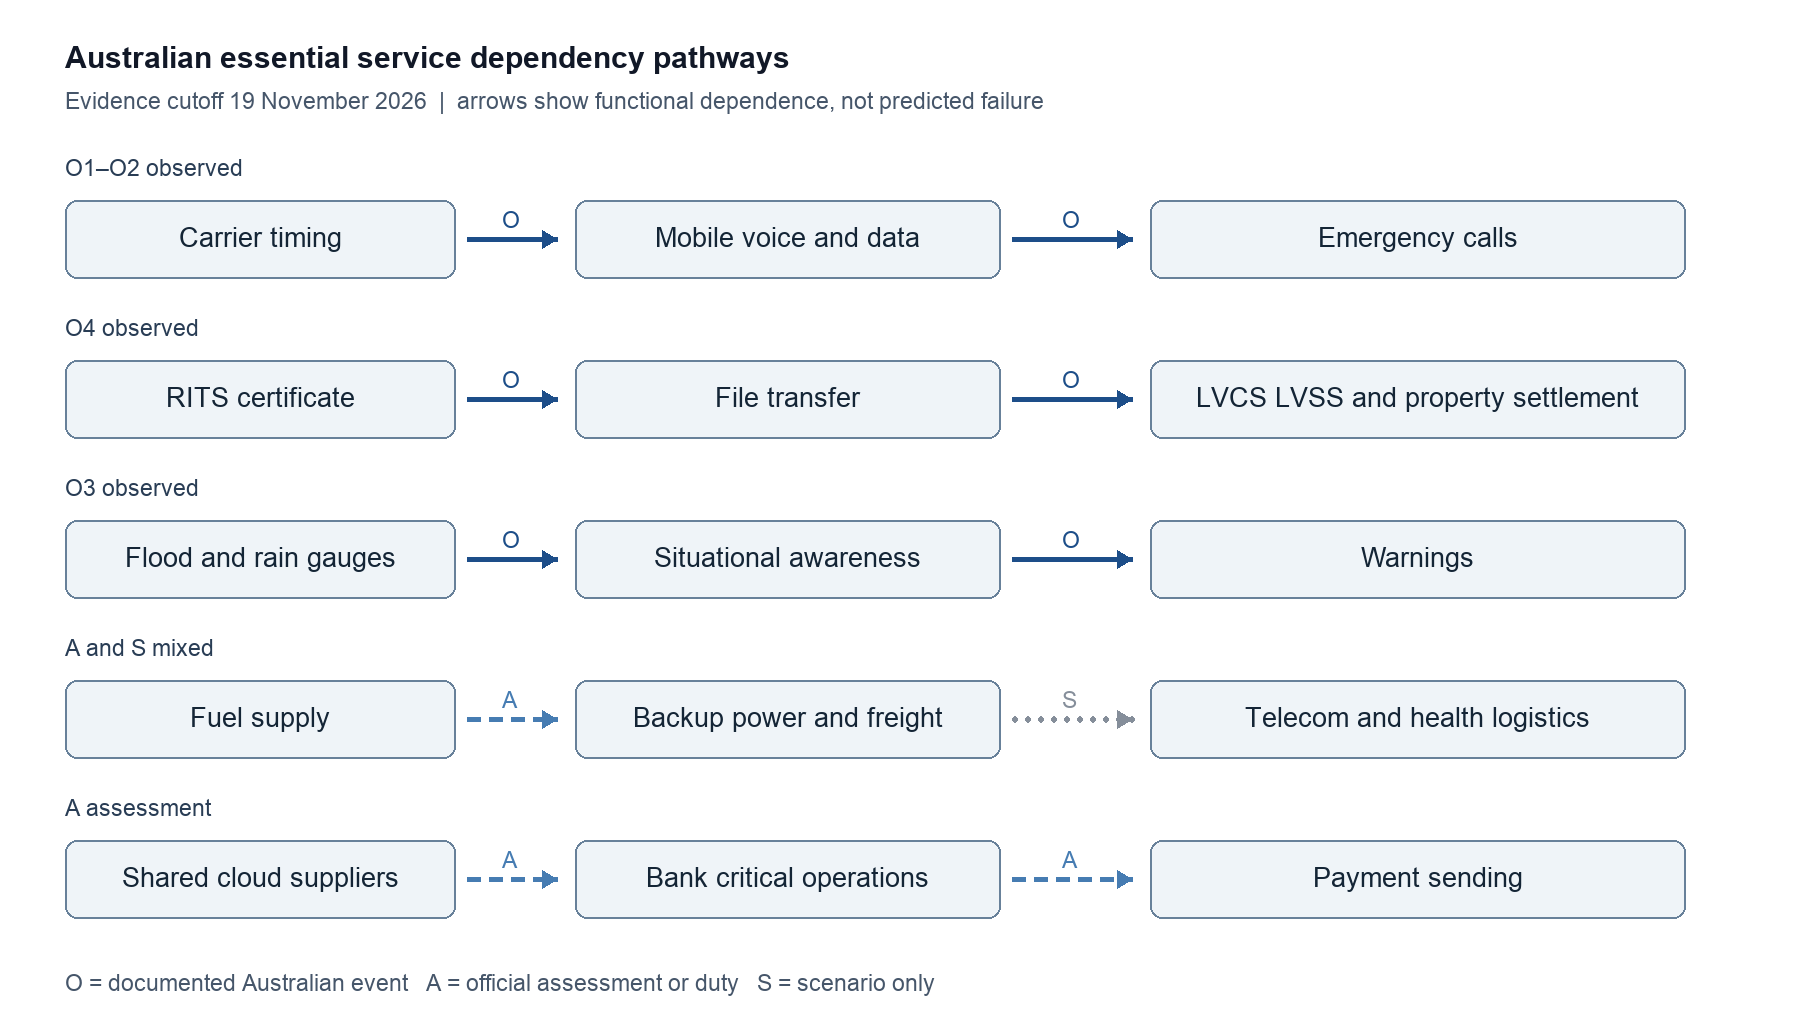 Australian essential service dependency pathways
Evidence cutoff 19 November 2026 | arrows show functional dependence, not predicted failure
O1–O2 observed
Carrier timing
O
Mobile voice and data
O
Emergency calls
O4 observed
RITS certificate
O
File transfer
O
LVCS LVSS and property settlement
O3 observed
Flood and rain gauges
O
Situational awareness
O
Warnings
A and S mixed
Fuel supply
A
Backup power and freight
S
Telecom and health logistics
A assessment
Shared cloud suppliers
A
Bank critical operations
A
Payment sending
O = documented Australian event A = official assessment or duty S = scenario only